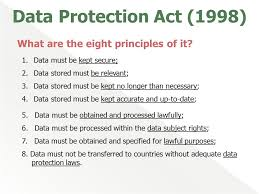 Data Protection Act (1998)
What are the eight principles of it?
1. Data must be kept secure;
2. Data stored must be relevant;
3. Data stored must be kept no longer than necessary;
4. Data stored must be kept accurate and up-to-date;
5. Data must be obtained and processed lawfully;
6. Data must be processed within the data subject rights;
7. Data must be obtained and specified for lawful purposes;
8. Data must not be transferred to countries without adequate data
protection laws.